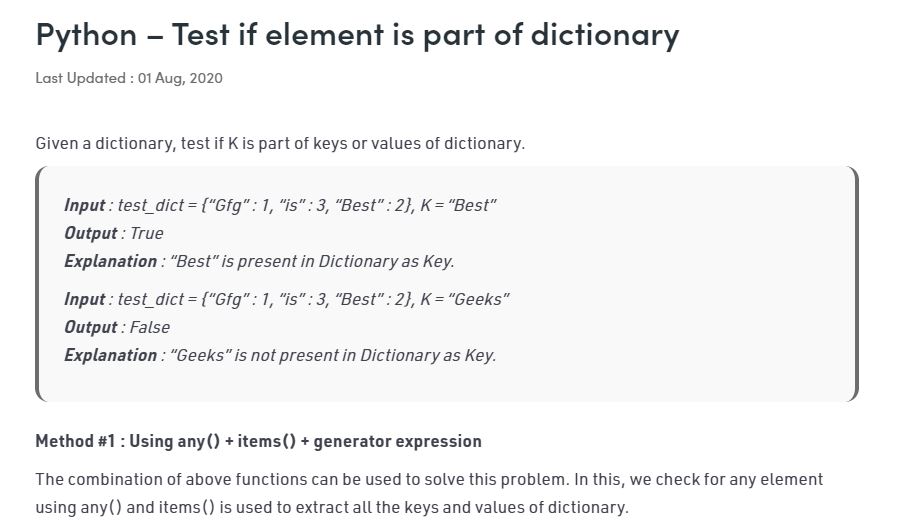 Python – Test if element is part of dictionary
Last Updated : 01 Aug, 2020
Given a dictionary, test if K is part of keys or values of dictionary.
Input : test_dict = {“Gfg” : 1, “is” : 3, “Best” : 2}, K = “Best”
Output : True
Explanation : “Best” is present in Dictionary as Key.
Input : test_dict = {“Gfg” : 1, “is” : 3, “Best” : 2}, K = “Geeks”
Output : False
Explanation : “Geeks” is not present in Dictionary as Key.
Method #1 : Using any() + items() + generator expression
The combination of above functions can be used to solve this problem. In this, we check for any element
using any() and items() is used to extract all the keys and values of dictionary.